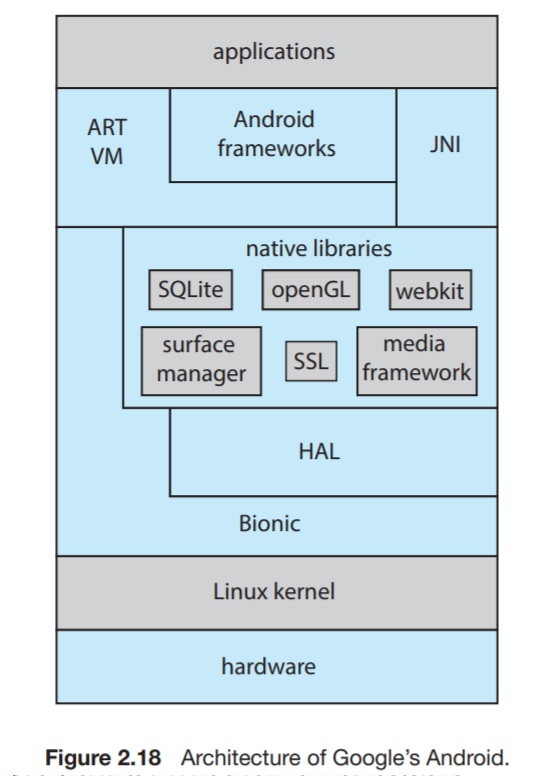 applications
ART
VM
Android
frameworks
JNI
native libraries
SQLite
openGL
webkit
surface
manager
SSL
media
framework
HAL
Bionic
Linux kernel
hardware
Figure 2.18 Architecture of Google's Android.